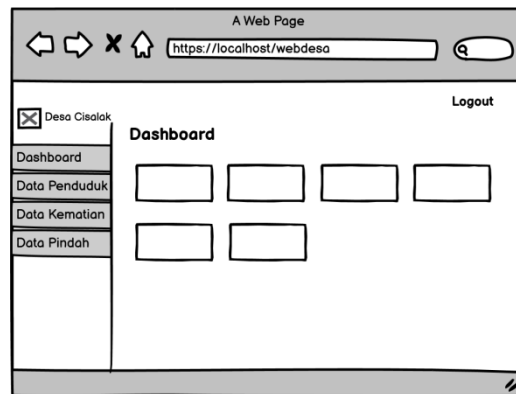 A Web Page
https://localhost/webdesa
Logout
Desa Cisalak
Dashboard
Dashboard
Data Penduduk
Data Kematian
Data Pindah